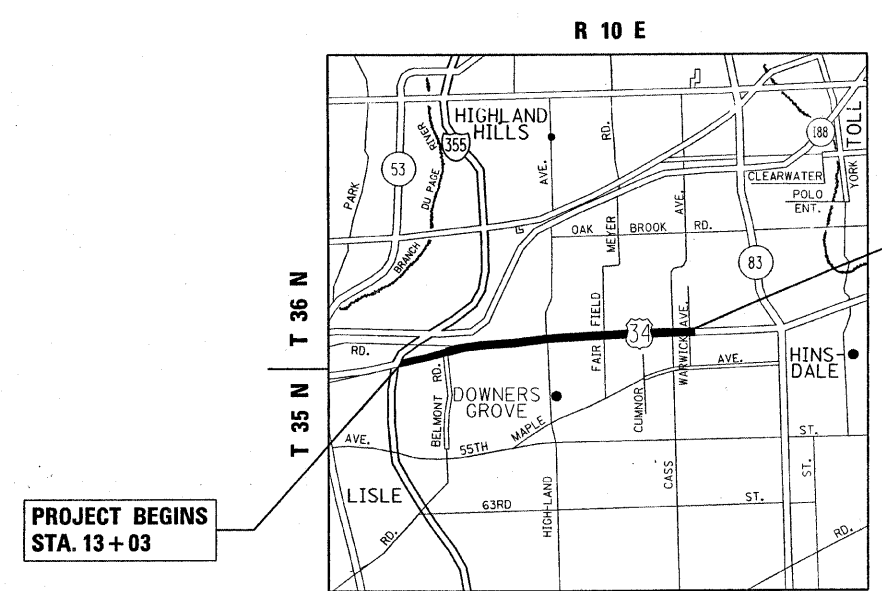 R 10 E
HIGHLAND
HILLS
RD.
188
TOLL
RIVER
355
53
AVE.
CLEARWATER
YORK
PARK
DU PAGE
AVE.
POLO
ENT.
MEYER
OAK BROOK RD.
BRANCH
83
T 36 N
FIELD
34
WARWICK AVE.
RD.
FAIR
AVE.
HINS-
DALE
T 35 N
BELMONT RD.
DOWNERS
GROVE
CUMNOR
MAPLE
AVE.
55TH
ST.
CASS
ST.
LISLE
63RD
ST.
HIGH-LAND
RD.
RD.
PROJECT BEGINS
STA. 13+03